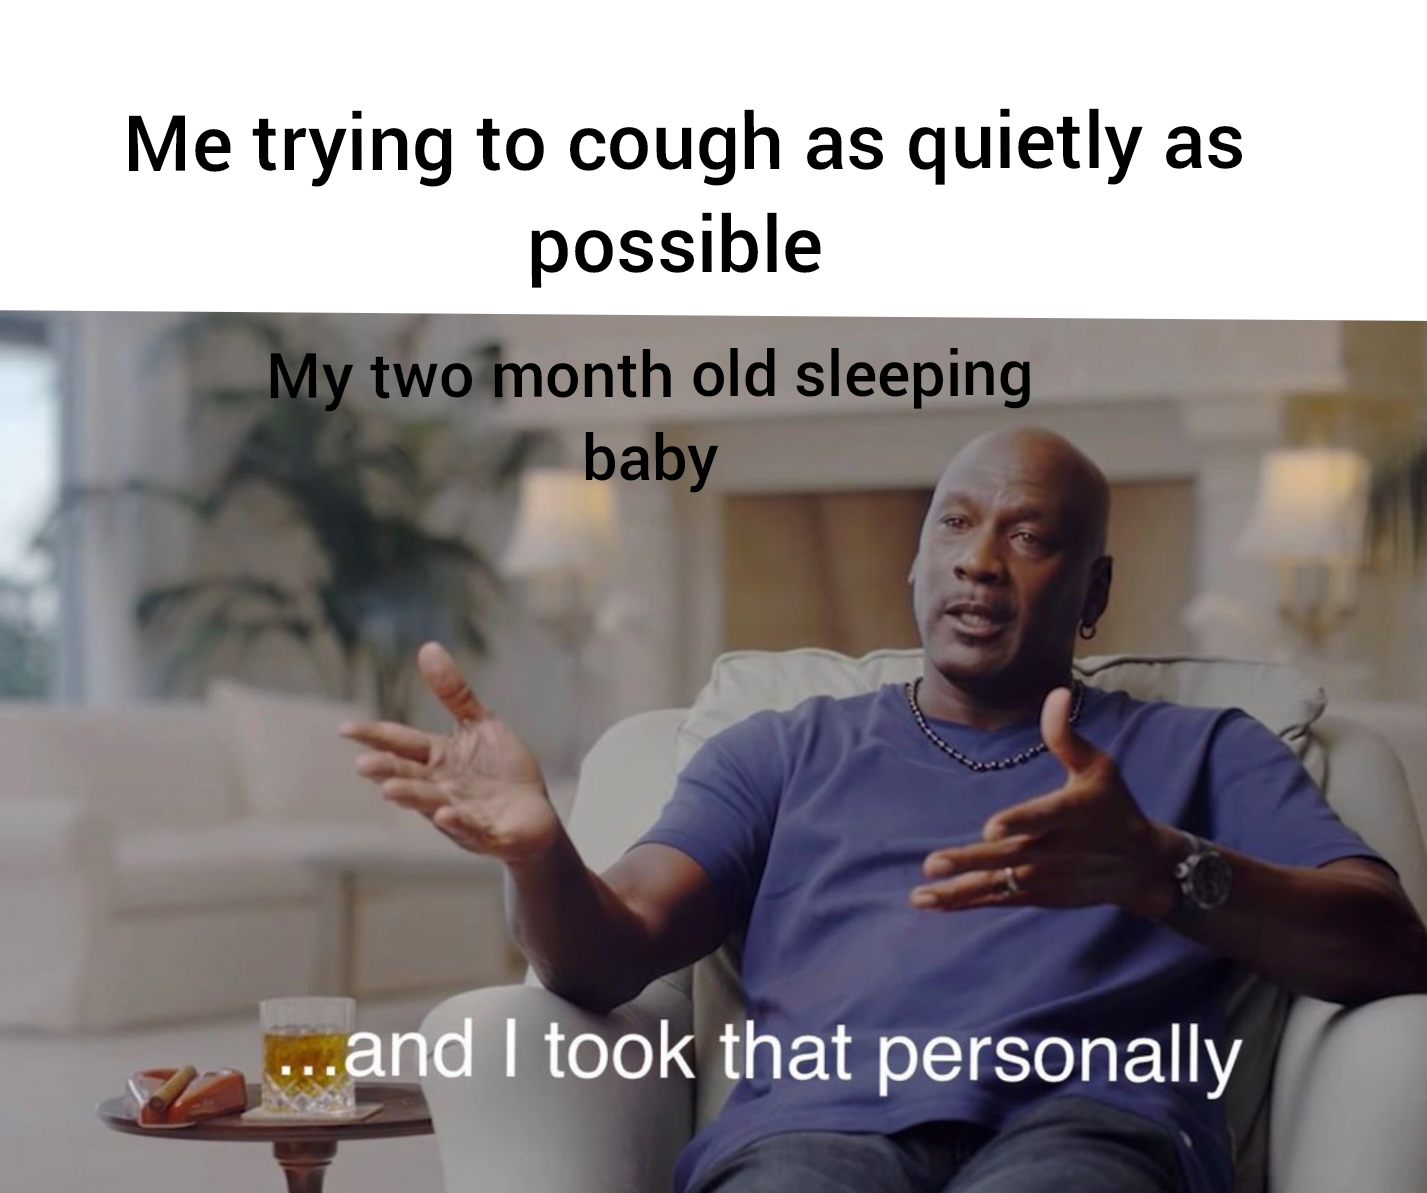 Me trying to cough as quietly as
possible
My two month old sleeping
baby
...and I took that personally